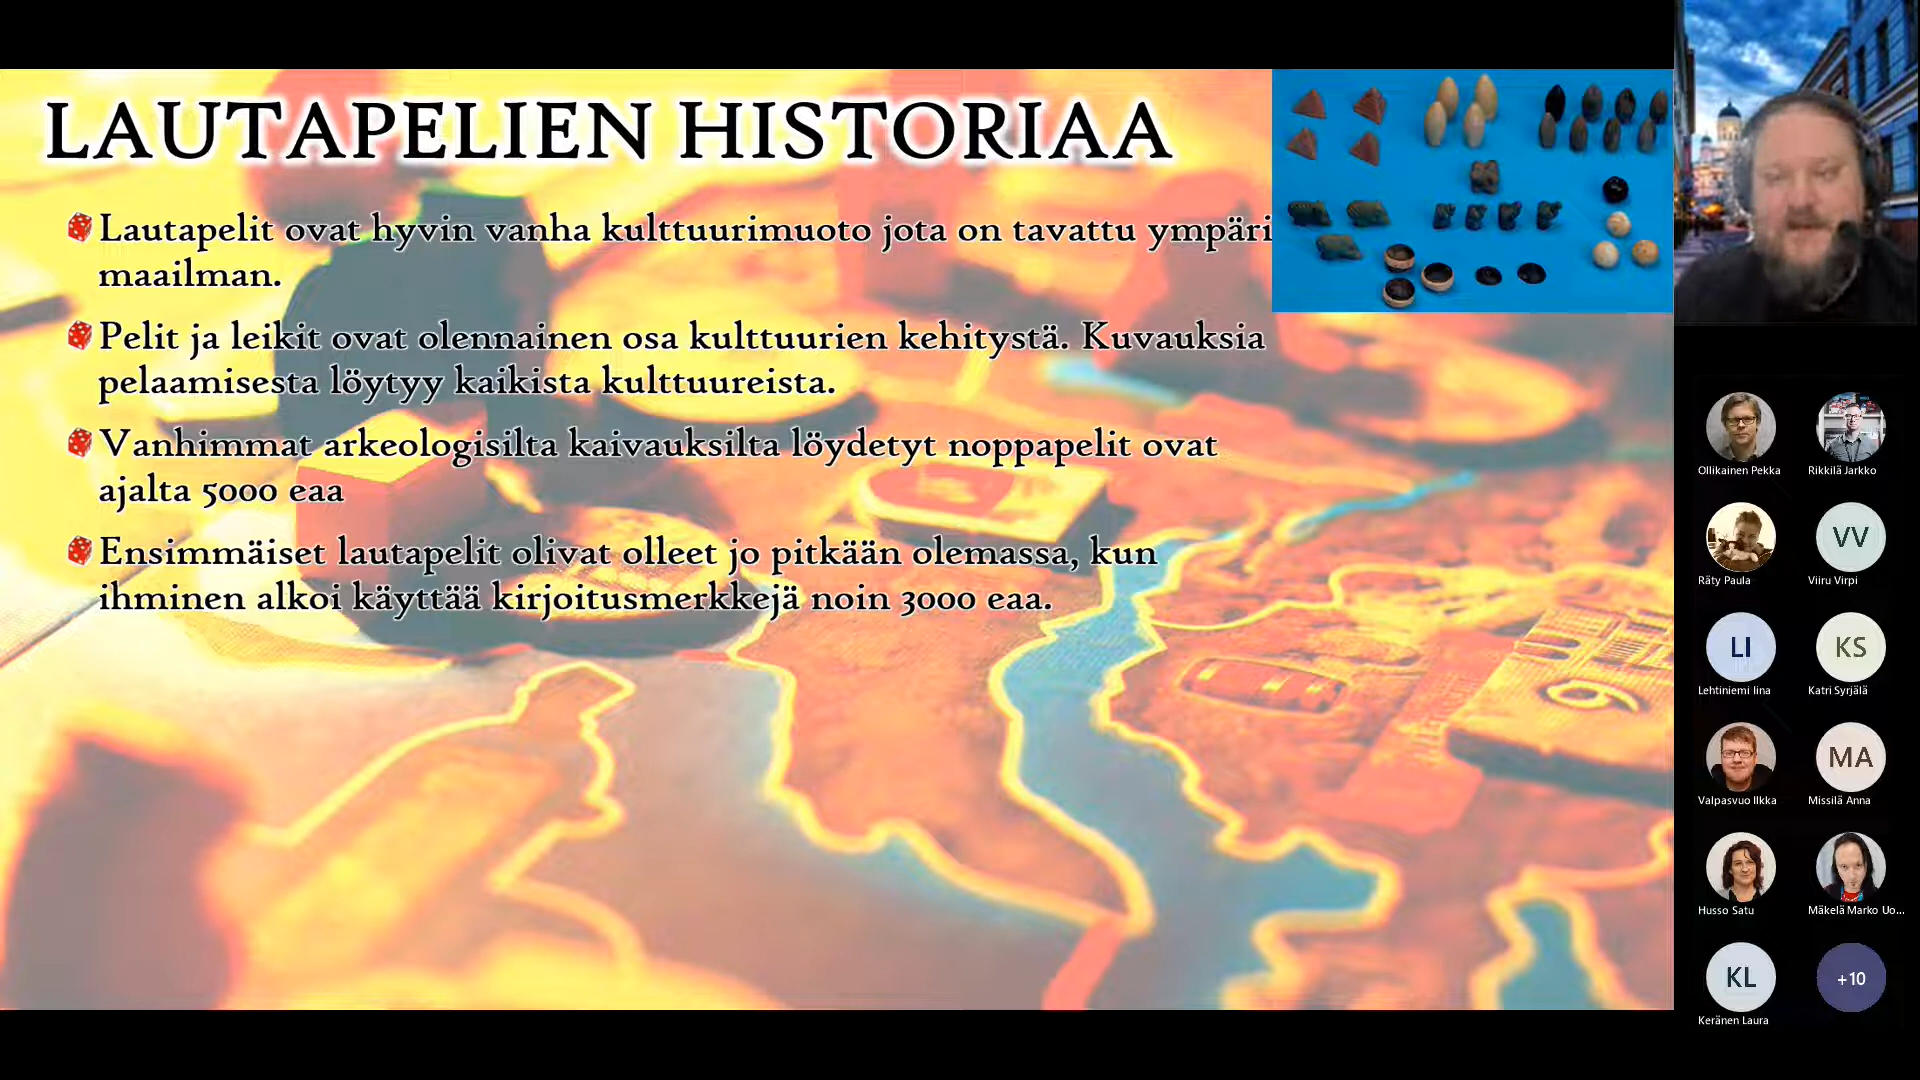 LAUTAPELIEN HISTORIAA
Lautapelit ovat hyvin vanha kulttuurimuoto jota on tavattu ympäri
maailman.
Pelit ja leikit ovat olennainen osa kulttuurien kehitystä. Kuvauksia
pelaamisesta löytyy kaikista kulttuureista.
Vanhimmat arkeologisilta kaivauksilta löydetyt noppapelit ovat
ajalta 5000 eaa
Ensimmäiset lautapelit olivat olleet jo pitkään olemassa, kun
ihminen alkoi käyttää kirjoitusmerkkejä noin 3000 eaa.
9
Ollikainen Pekka
Rikkilä Jarkko
Räty Paula
VV
Viiru Virpi
LI
Lehtiniemi Iina
KS
Katri Syrjälä
Valpasvuo Ilkka
MA
Missilä Anna
Husso Satu
Mäkelä Marko Uo...
KL
Keränen Laura
+10